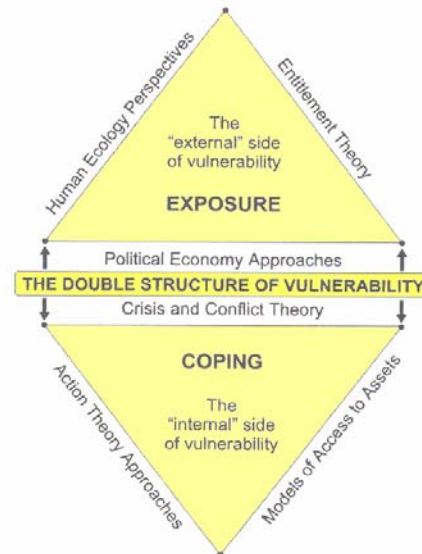 Human Ecology Perspectives
Entitlement Theory
The
"external" side
of vulnerability
EXPOSURE
Political Economy Approaches
THE DOUBLE STRUCTURE OF VULNERABILITY
Crisis and Conflict Theory
COPING
The
"internal" side
of vulnerability
Action Theory Approaches
Models of Access to Assets